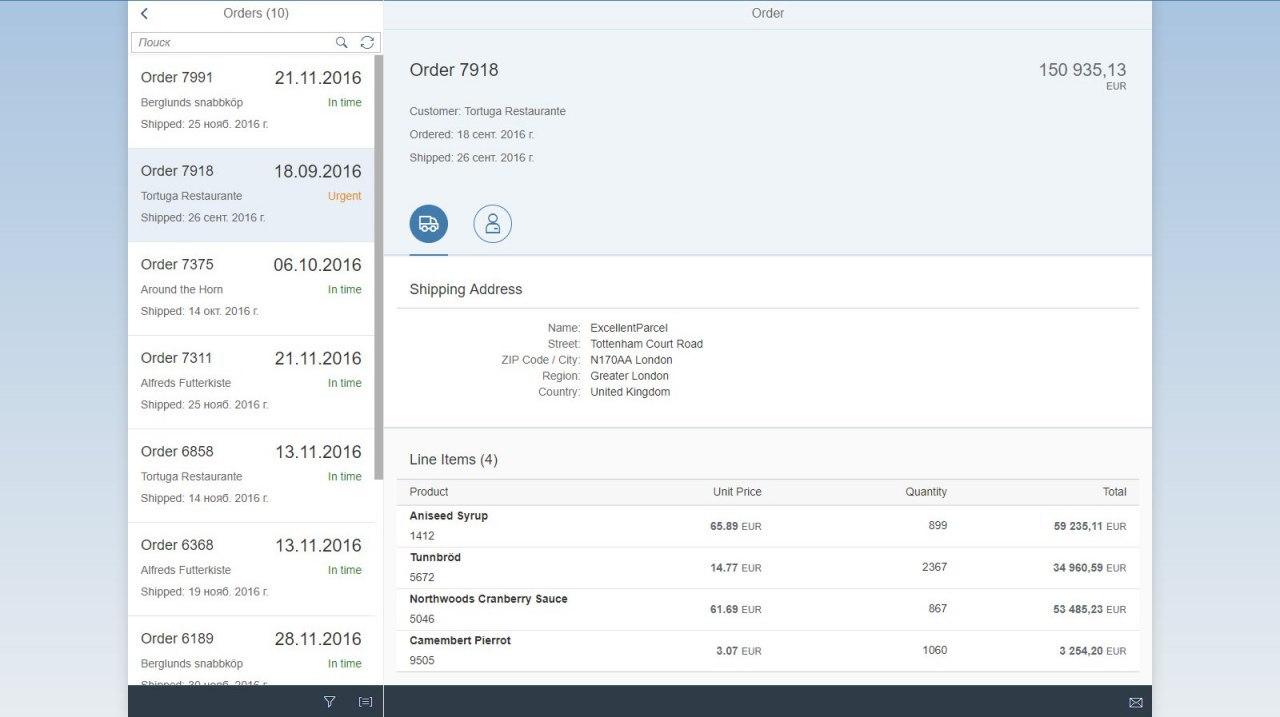 Orders (10)
Поиск
Order 7991 21.11.2016
Berglunds snabbköp In time
Shipped: 25 нояб. 2016 г.
Order 7918 18.09.2016
Tortuga Restaurante Urgent
Shipped: 26 сент. 2016 г.
Order 7375 06.10.2016
Around the Horn In time
Shipped: 14 окт. 2016 г.
Order 7311 21.11.2016
Alfreds Futterkiste In time
Shipped: 25 нояб. 2016 г.
Order 6858 13.11.2016
Tortuga Restaurante In time
Shipped: 14 нояб. 2016 г.
Order 6368 13.11.2016
Alfreds Futterkiste In time
Shipped: 19 нояб. 2016 г.
Order 6189 28.11.2016
Berglunds snabbköp In time
Shipped: 30 нояб. 2016 г.
Order
Order 7918 150 935,13
EUR
Customer: Tortuga Restaurante
Ordered: 18 сент. 2016 г.
Shipped: 26 сент. 2016 г.
Shipping Address
Name: ExcellentParcel
Street: Tottenham Court Road
ZIP Code / City: N170AA London
Region: Greater London
Country: United Kingdom
Line Items (4)
Product Unit Price Quantity Total
Aniseed Syrup
1412 65.89 EUR 899 59 235,11 EUR
Tunnbröd
5672 14.77 EUR 2367 34 960,59 EUR
Northwoods Cranberry Sauce
5046 61.69 EUR 867 53 485,23 EUR
Camembert Pierrot
9505 3.07 EUR 1060 3 254,20 EUR